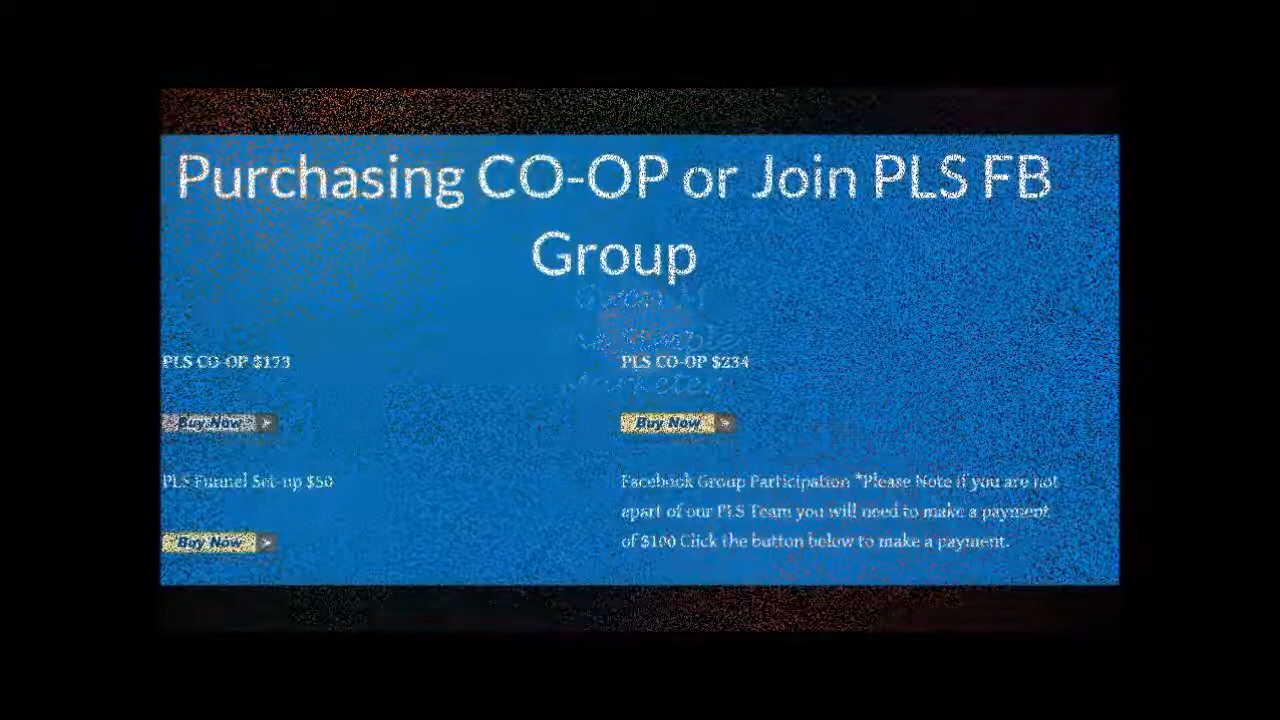 Purchasing CO-OP or Join PLS FB
Group
PLS CO-OP $173
PLS CO-OP $234
Buy Now
Buy Now
PLS Funnel Set-up $50
Facebook Group Participation *Please Note if you are not
apart of our PLS Team you will need to make a payment
of $100 Click the button below to make a payment.
Buy Now